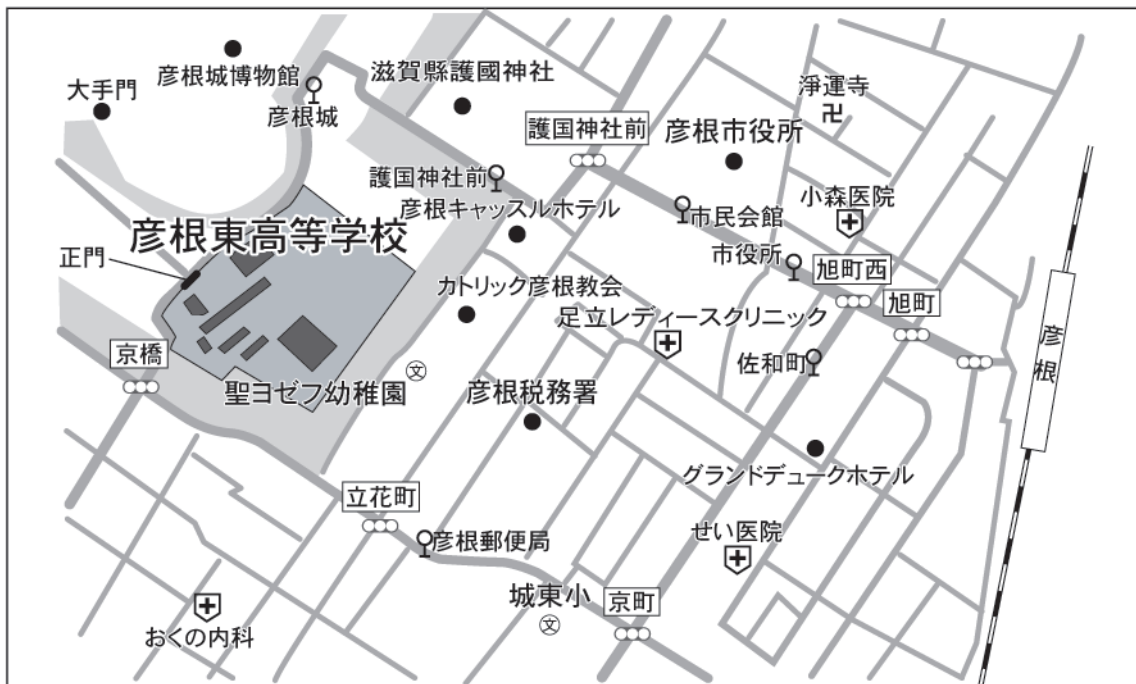 大手門
彦根城博物館
彦根城
滋賀縣護國神社
護国神社前
彦根市役所
淨運寺
護国神社前
彦根キャッスルホテル
市民会館
小森医院
市役所
旭町西
旭町
彦根東高等学校
正門
カトリック彦根教会
足立レディースクリニック
佐和町
彦根
京橋
聖ヨゼフ幼稚園
文
彦根税務署
グランドデュークホテル
立花町
彦根郵便局
せい医院
城東小
文
京町
おくの内科